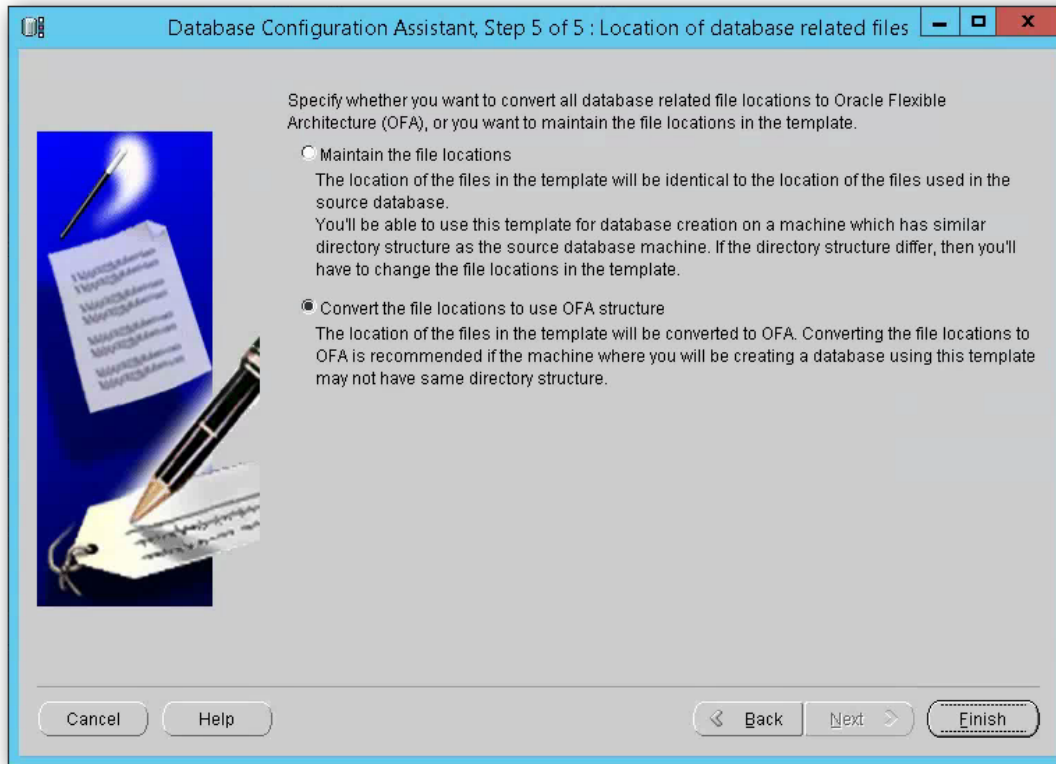 Database Configuration Assistant, Step 5 of 5 : Location of database related files
Specify whether you want to convert all database related file locations to Oracle Flexible
Architecture (OFA), or you want to maintain the file locations in the template.
Maintain the file locations
The location of the files in the template will be identical to the location of the files used in the
source database.
You'll be able to use this template for database creation on a machine which has similar
directory structure as the source database machine. If the directory structure differ, then you'll
have to change the file locations in the template.
Convert the file locations to use OFA structure
The location of the files in the template will be converted to OFA. Converting the file locations to
OFA is recommended if the machine where you will be creating a database using this template
may not have same directory structure.
Cancel Help Back Next Finish